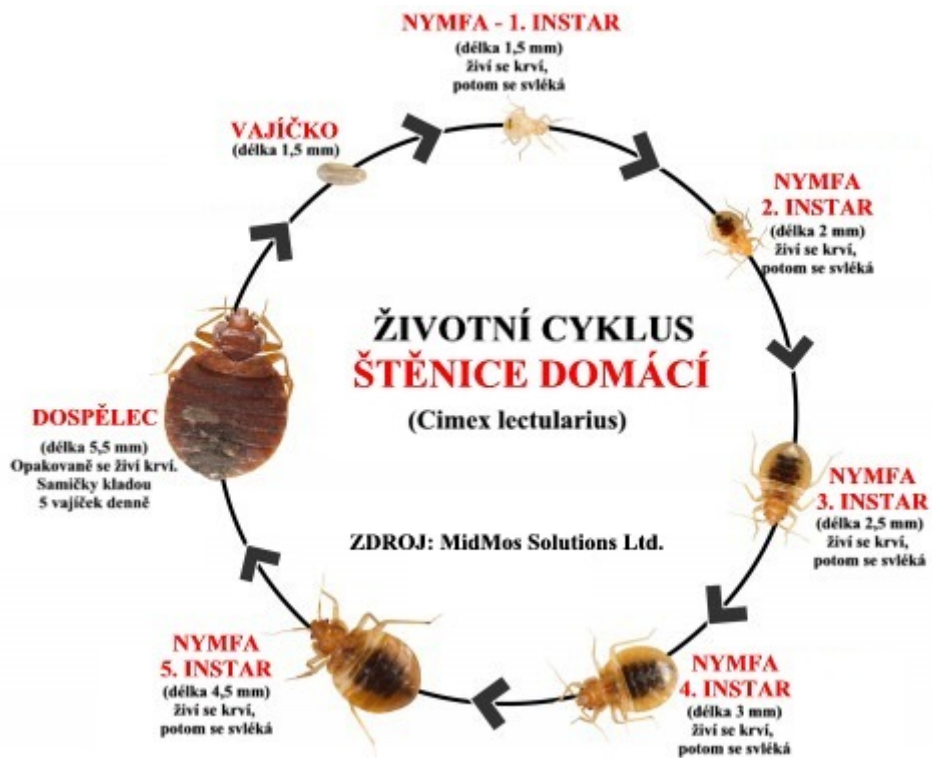 NYMFA - 1. INSTAR
(délka 1,5 mm)
živí se krví,
potom se svléká
VAJÍČKO
(délka 1,5 mm)
NYMFA
2. INSTAR
(délka 2 mm)
živí se krví,
potom se svléká
ŽIVOTNÍ CYKLUS
ŠTĚNICE DOMÁCÍ
(Cimex lectularius)
DOSPĚLEC
(délka 5,5 mm)
Opakovaně se živí krví.
Samičky kladou
5 vajíček denně
NYMFA
3. INSTAR
(délka 2,5 mm)
živí se krví,
potom se svléká
ZDROJ: MidMos Solutions Ltd.
NYMFA
5. INSTAR
(délka 4,5 mm)
živí se krví,
potom se svléká
NYMFA
4. INSTAR
(délka 3 mm)
živí se krví,
potom se svléká